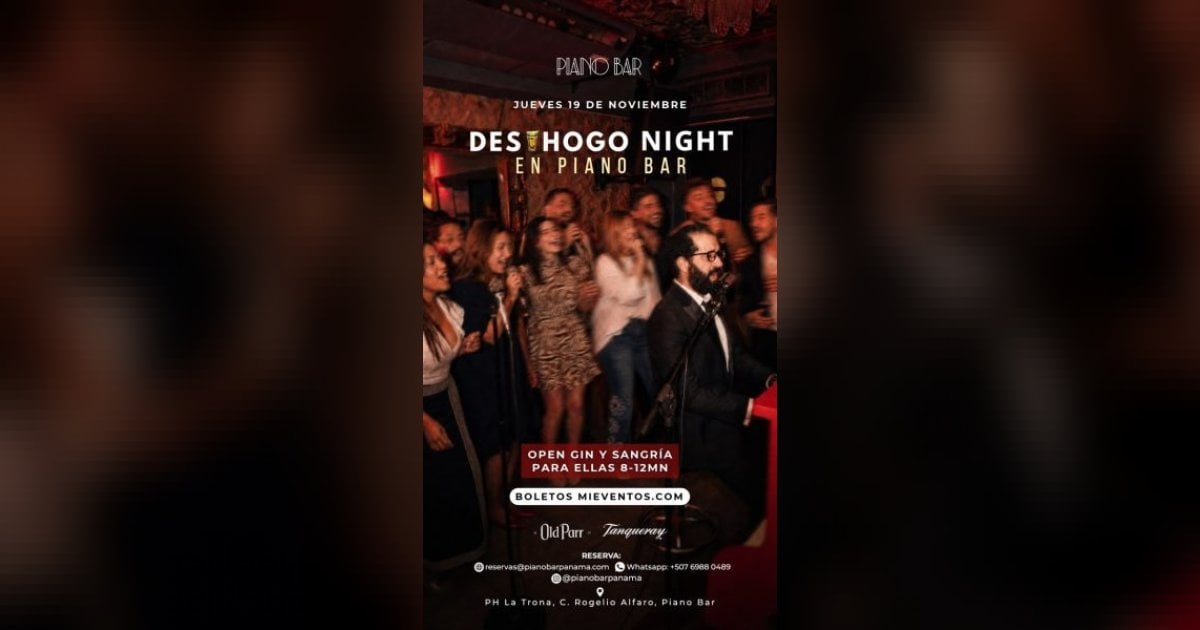 PIANO BAR
JUEVES 19 DE NOVIEMBRE
DES HOGO NIGHT
EN PIANO BAR
OPEN GIN Y SANGRÍA
PARA ELLAS 8-12MN
BOLETOS MIEVENTOS.COM
Old Parr Tanqueray
RESERVA:
reservas@pianobarpanama.com Whatsapp: +507 6988 0489
@pianobarpanama
PH La Trona, C. Rogelio Alfaro, Piano Bar